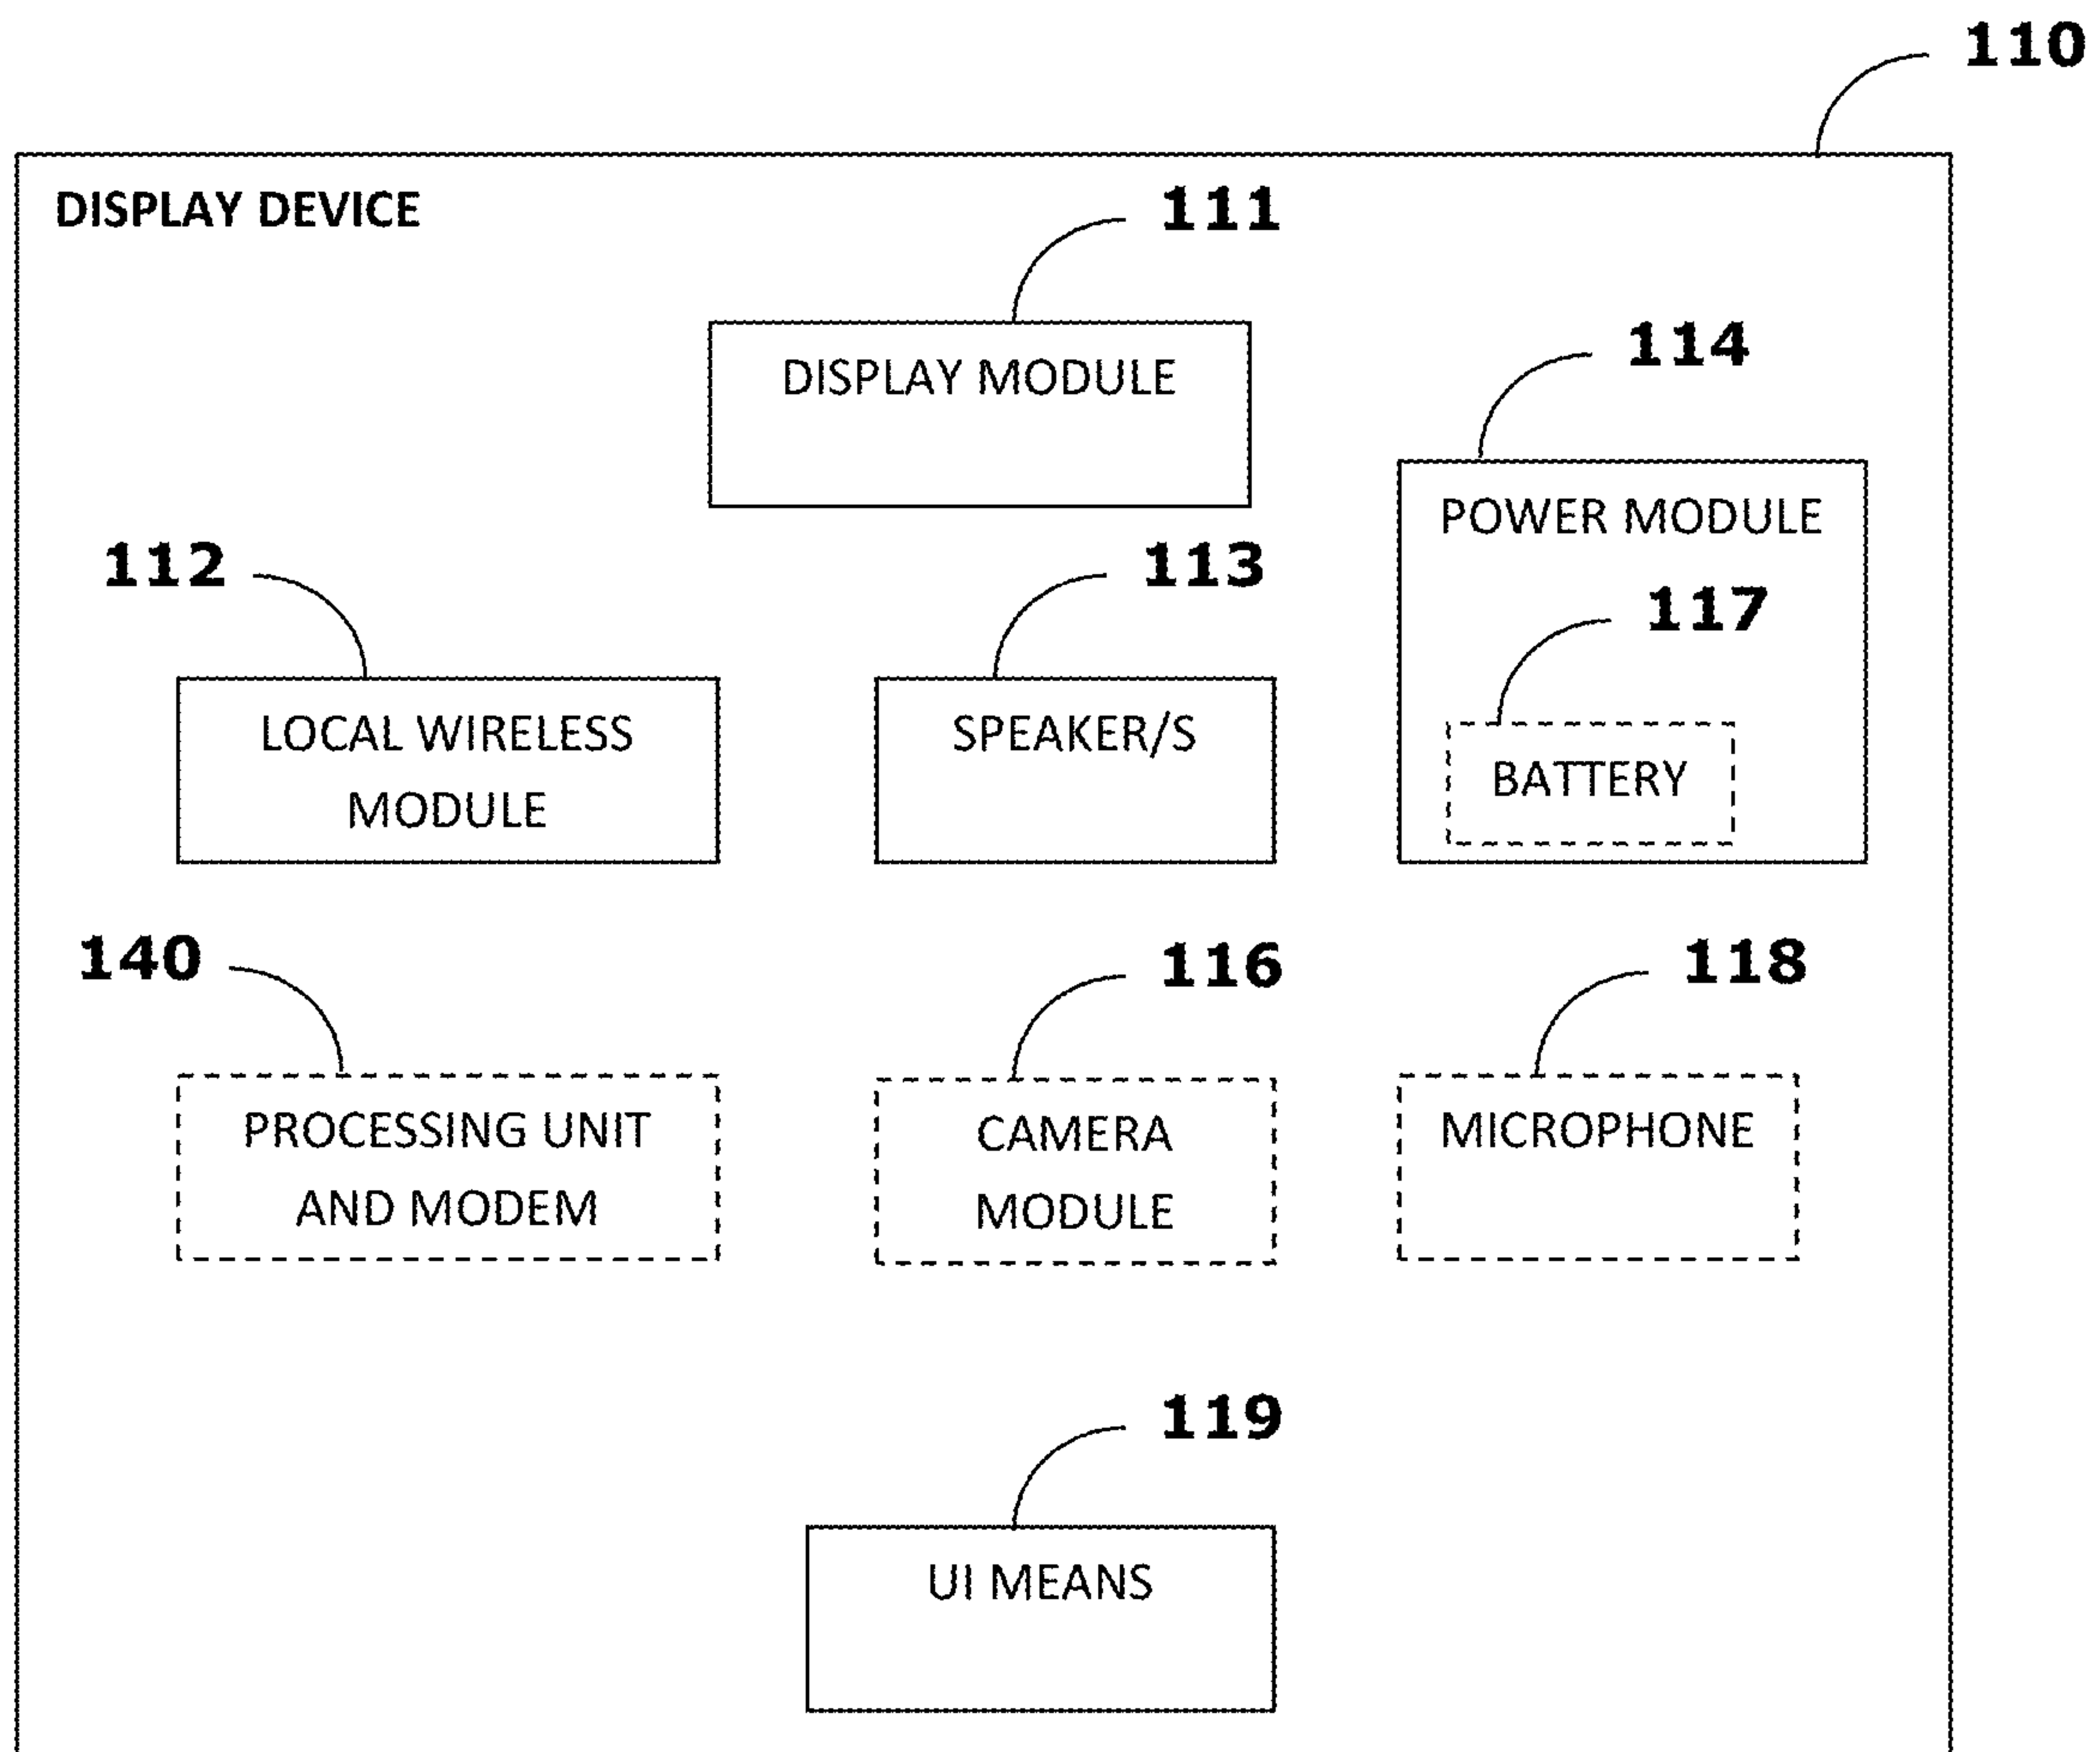 110
DISPLAY DEVICE
111
DISPLAY MODULE
114
POWER MODULE
112
113
117
LOCAL WIRELESS
MODULE
SPEAKER/S
BATTERY
140
116
118
PROCESSING UNIT
AND MODEM
CAMERA
MODULE
MICROPHONE
119
UI MEANS